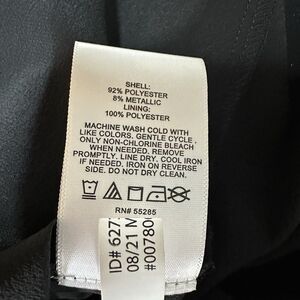 SHELL:
92% POLYESTER
8% METALLIC
LINING:
100% POLYESTER
MACHINE WASH COLD WITH
LIKE COLORS. GENTLE CYCLE.
ONLY NON-CHLORINE BLEACH
WHEN NEEDED. REMOVE
PROMPTLY. LINE DRY. COOL IRON
IF NEEDED. IRON ON REVERSE
SIDE. DO NOT DRY CLEAN.
RN# 55285
ID# 627
08/21
#00780